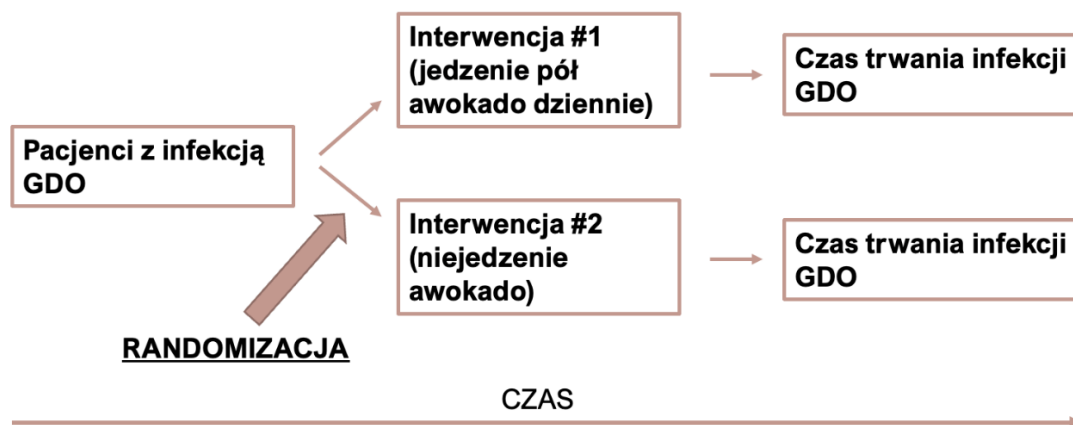 Pacjenci z infekcją
GDO
Interwencja #1
(jedzenie pół
awokado dziennie)
Czas trwania infekcji
GDO
Interwencja #2
(niejedzenie
awokado)
Czas trwania infekcji
GDO
RANDOMIZACJA
CZAS